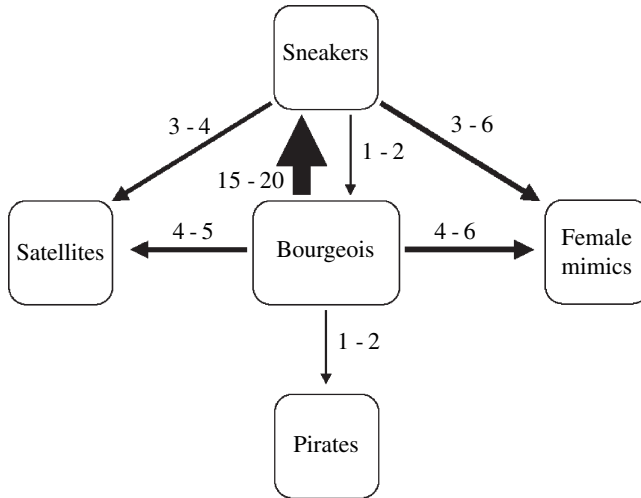 Sneakers
3 - 4
3 - 6
1 - 2
15 - 20
Satellites
4 - 5
Bourgeois
4 - 6
Female
mimics
1 - 2
Pirates